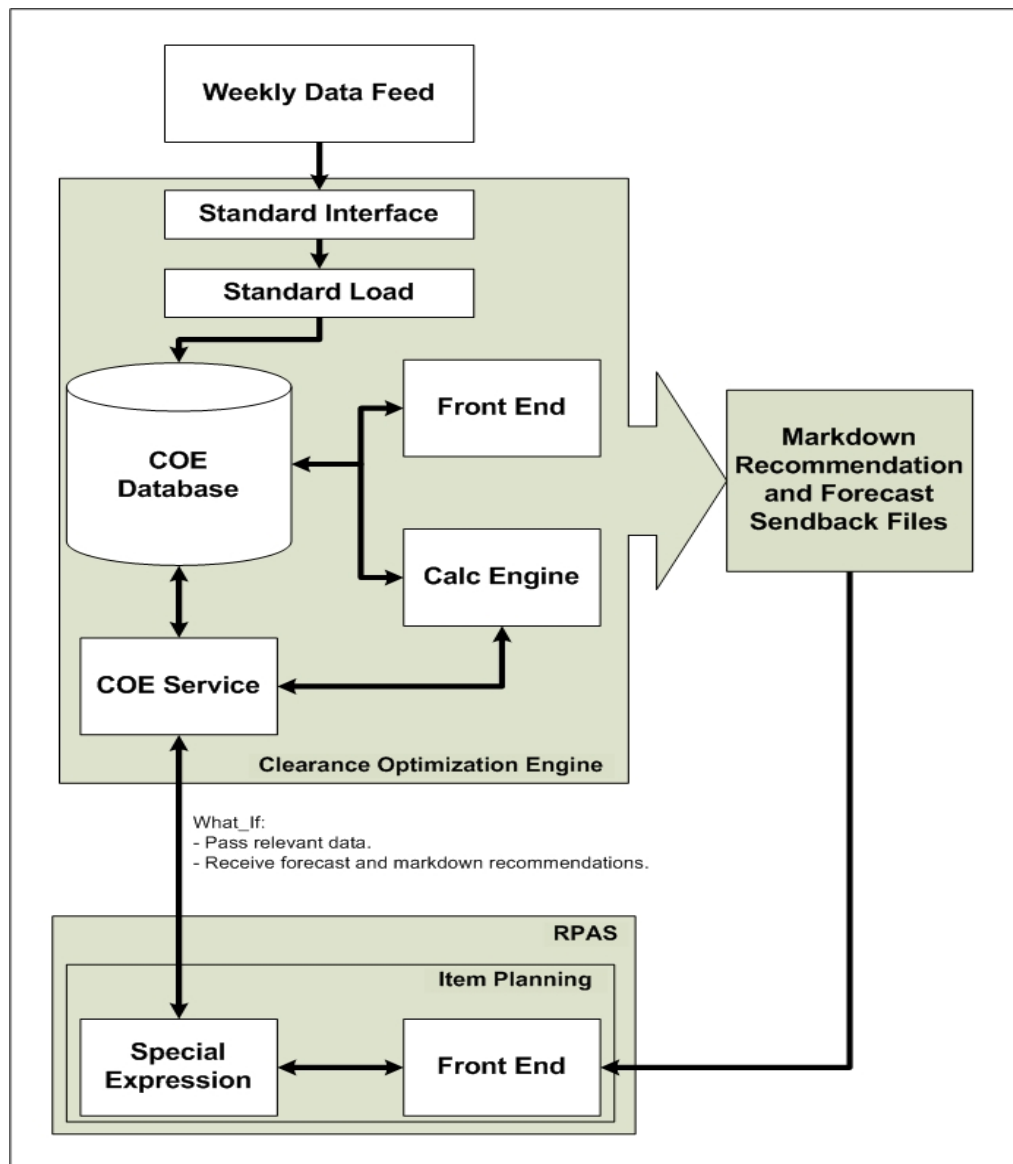 Weekly Data Feed
Standard Interface
Standard Load
COE
Database
Front End
Calc Engine
Markdown
Recommendation
and Forecast
Sendback Files
COE Service
Clearance Optimization Engine
What_If:
- Pass relevant data.
- Receive forecast and markdown recommendations.
RPAS
Item Planning
Special
Expression
Front End